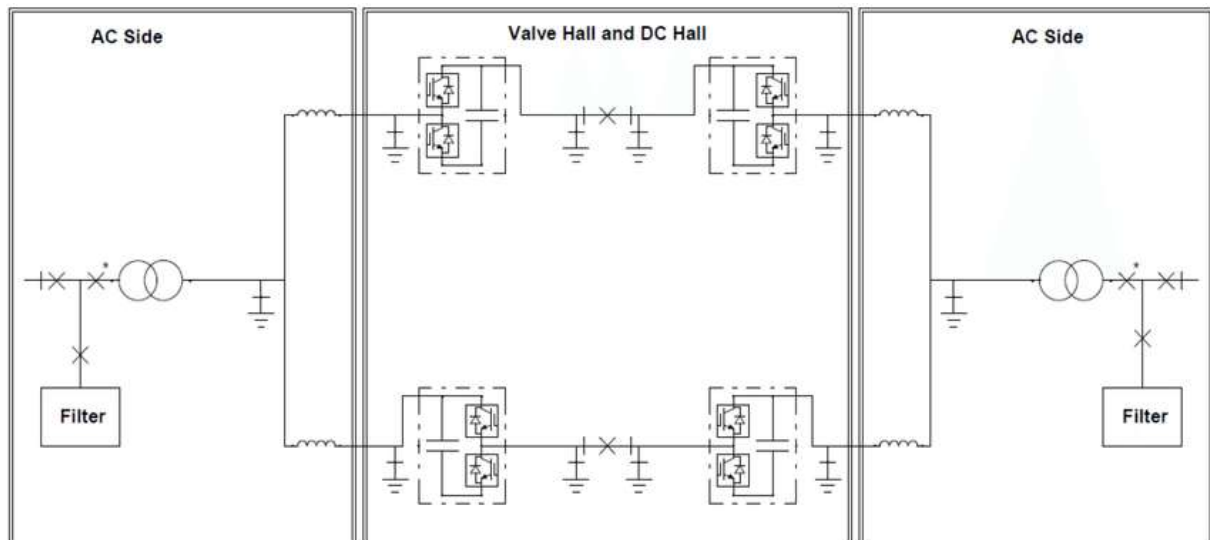 AC Side
Valve Hall and DC Hall
AC Side
*
*
Filter
Filter